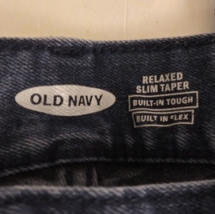 OLD NAVY
RELAXED
SLIM TAPER
BUILT-IN TOUGH
BUILT IN FLEX